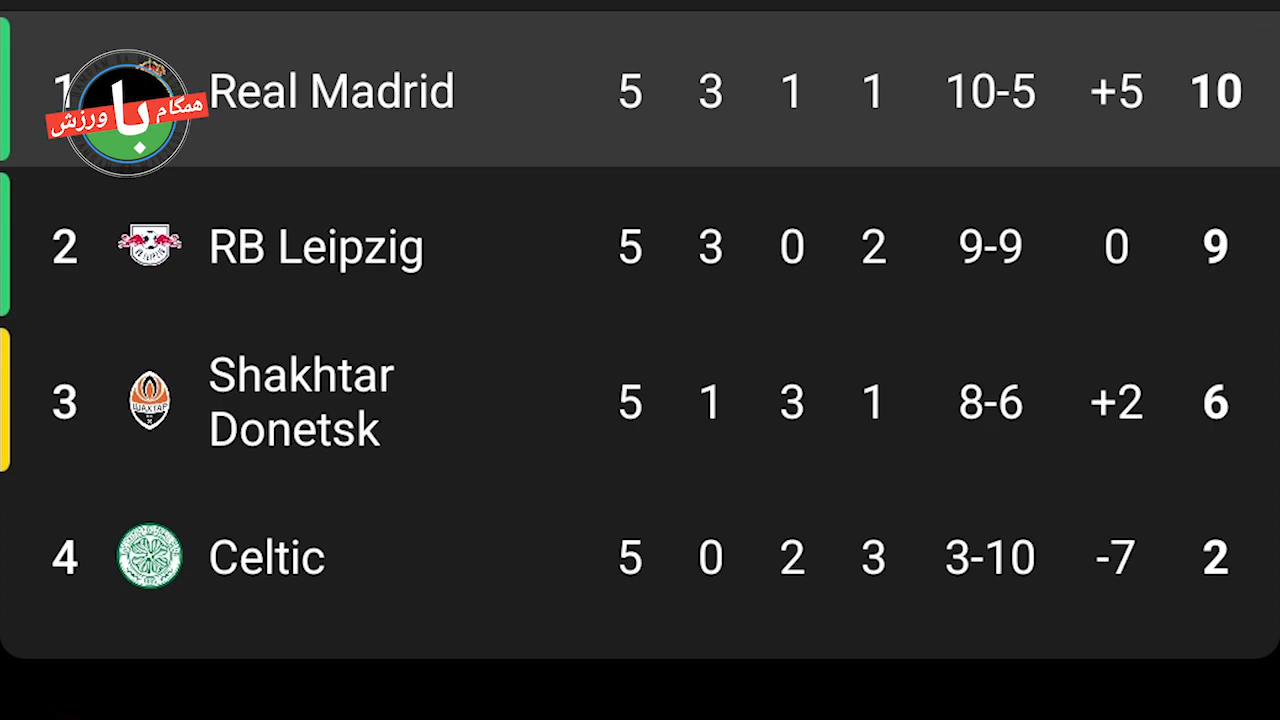 1 Real Madrid 5 3 1 1 10-5 +5 10
همگام با ورزش
2 RB Leipzig 5 3 0 2 9-9 0 9
3 Shakhtar Donetsk 5 1 3 1 8-6 +2 6
ШАХТАР
4 Celtic 5 0 2 3 3-10 -7 2